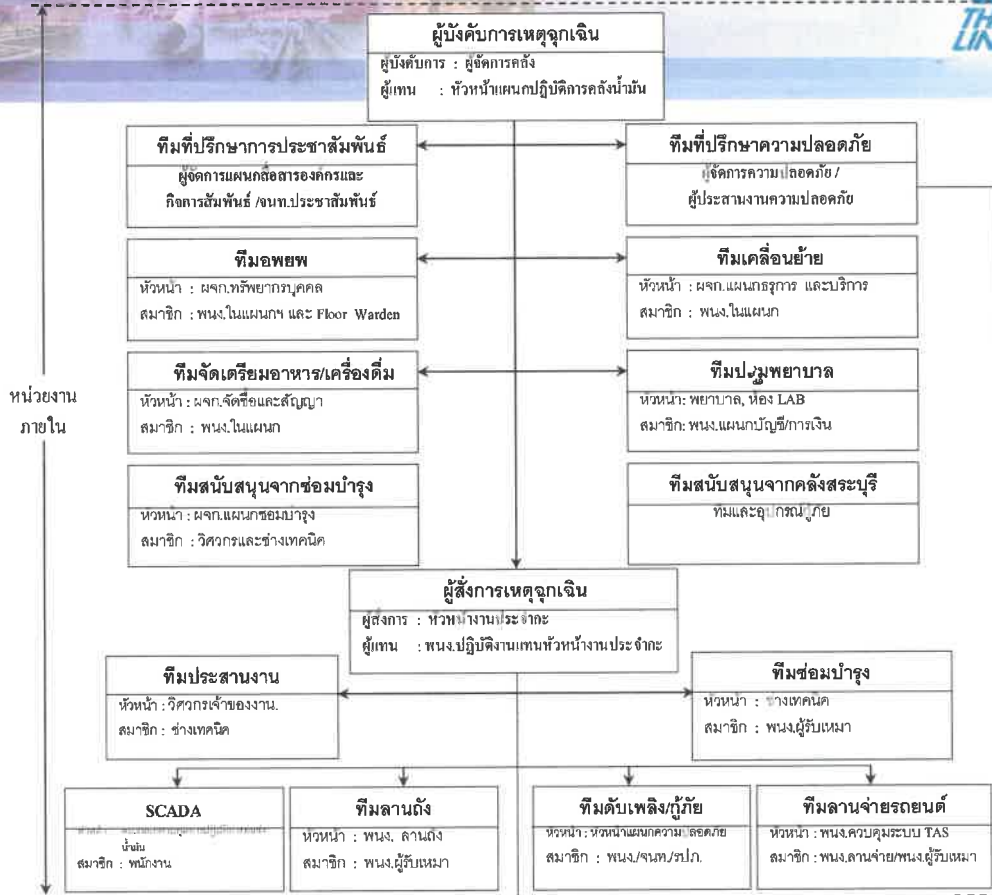 TH
LIN
ผู้บังคับการเหตุฉุกเฉิน
ผู้บังคับการ : ผู้จัดการคลัง
ผู้แทน : หัวหน้าแผนกปฏิบัติการคลังน้ำมัน
ทีมที่ปรึกษาการประชาสัมพันธ์
ผู้จัดการแผนกสื่อสารองค์กรและ
กิจการสัมพันธ์ /จนท.ประชาสัมพันธ์
ทีมที่ปรึกษาความปลอดภัย
ผู้จัดการความปลอดภัย /
ผู้ประสานงานความปลอดภัย
ทีมอพยพ
หัวหน้า : ผจก.ทรัพยากรบุคคล
สมาชิก : พนง.ในแผนกฯ และ Floor Warden
ทีมเคลื่อนย้าย
หัวหน้า : ผจก.แผนกธุรการ และบริการ
สมาชิก : พนง.ในแผนก
หน่วยงาน
ภายใน
ทีมจัดเตรียมอาหาร/เครื่องดื่ม
หัวหน้า : ผจก.จัดซื้อและสัญญา
สมาชิก : พนง.ในแผนก
ทีมปฐมพยาบาล
หัวหน้า: พยาบาล, ห้อง LAB
สมาชิก: พนง.แผนกบัญชี/การเงิน
ทีมสนับสนุนจากซ่อมบำรุง
หัวหน้า : ผจก.แผนกซ่อมบำรุง
สมาชิก : วิศวกรและช่างเทคนิค
ทีมสนับสนุนจากคลังสระบุรี
ทีมและอุปกรณ์กู้ภัย
ผู้สั่งการเหตุฉุกเฉิน
ผู้สั่งการ : หัวหน้างานประจำกะ
ผู้แทน : พนง.ปฏิบัติงานแทนหัวหน้างานประจำกะ
ทีมประสานงาน
หัวหน้า : วิศวกรเจ้าของงาน.
สมาชิก : ช่างเทคนิค
ทีมซ่อมบำรุง
หัวหน้า : ช่างเทคนิค
สมาชิก : พนง.ผู้รับเหมา
SCADA
น้ำมัน
สมาชิก : พนักงาน
ทีมลานถัง
หัวหน้า : พนง. ลานถัง
สมาชิก : พนง.ผู้รับเหมา
ทีมดับเพลิง/กู้ภัย
หัวหน้า: หัวหน้าแผนกความปลอดภัย
สมาชิก : พนง./จนท./รปภ.
ทีมลานจ่ายรถยนต์
หัวหน้า : พนง.ควบคุมระบบ TAS
สมาชิก : พนง.ลานจ่าย/พนง.ผู้รับเหมา